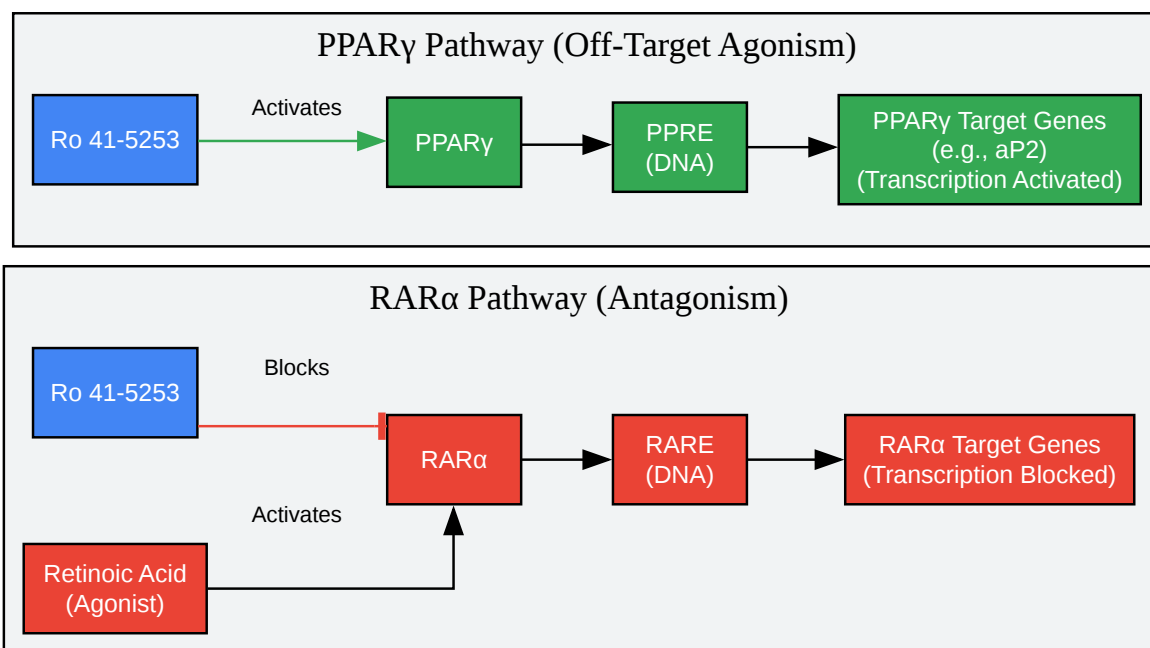 PPARγ Pathway (Off-Target Agonism)
Ro 41-5253
Activates
PPARγ
PPRE
(DNA)
PPARγ Target Genes
(e.g., aP2)
(Transcription Activated)
RARα Pathway (Antagonism)
Ro 41-5253
Blocks
RARα
RARE
(DNA)
RARα Target Genes
(Transcription Blocked)
Activates
Retinoic Acid
(Agonist)